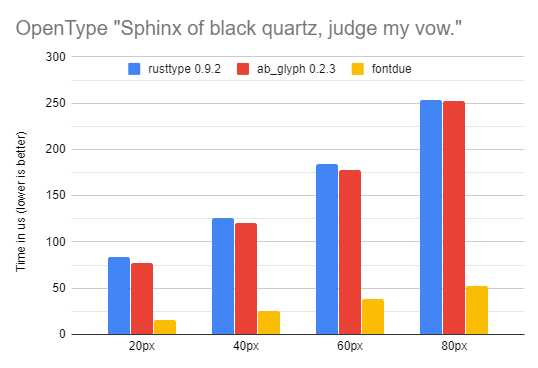 OpenType "Sphinx of black quartz, judge my vow."
300
rusttype 0.9.2 ab_glyph 0.2.3 fontdue
250
200
150
100
50
0
Time in us (lower is better)
20px 40px 60px 80px